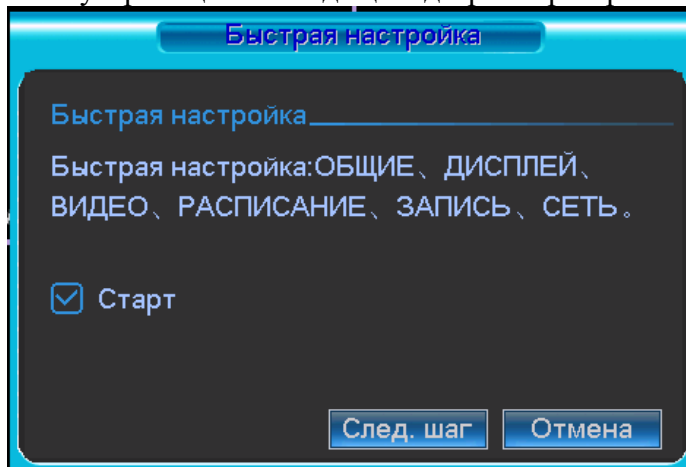 Быстрая настройка
Быстрая настройка
Быстрая настройка:ОБЩИЕ、ДИСПЛЕЙ、
ВИДЕО、РАСПИСАНИЕ、ЗАПИСЬ、СЕТЬ。
Старт
След. шаг
Отмена